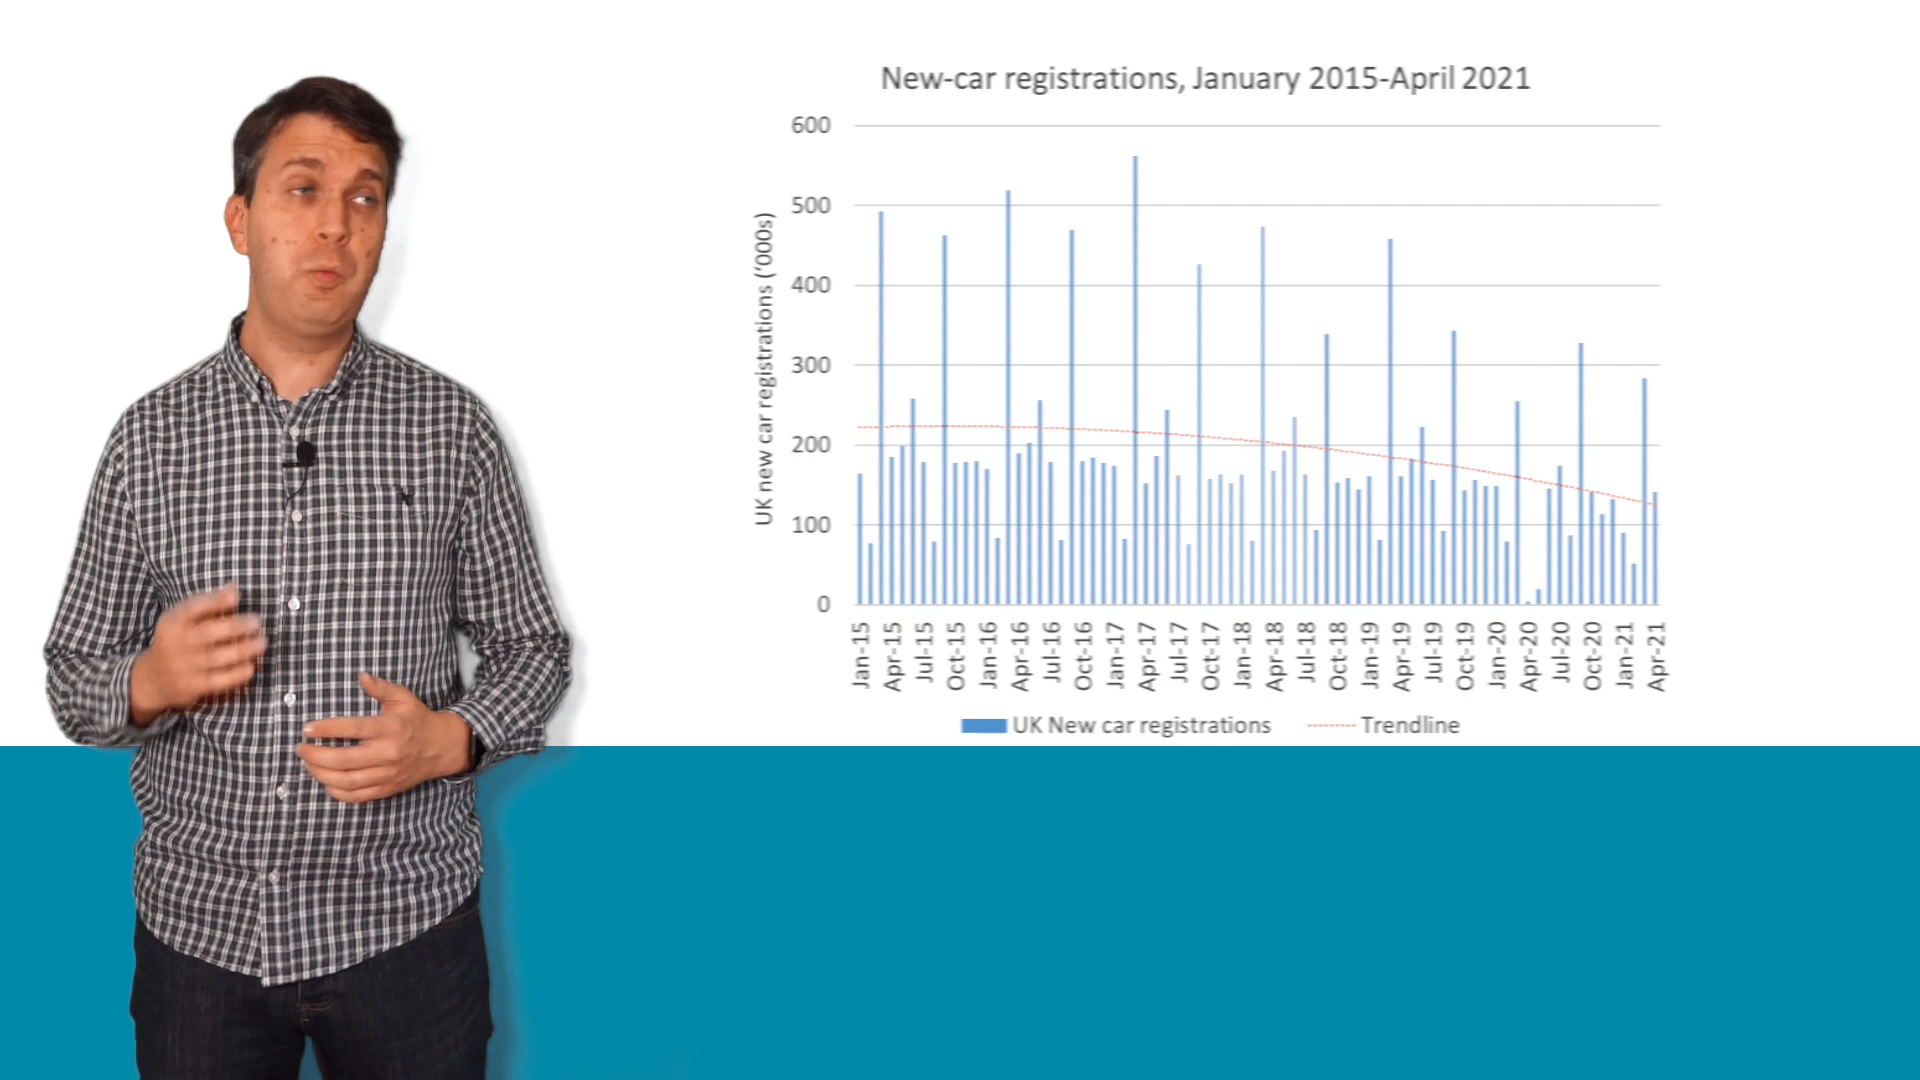 New-car registrations, January 2015-April 2021
600
500
400
300
200
100
0
UK new car registrations ('000s)
Jan-15
Apr-15
Jul-15
Oct-15
Jan-16
Apr-16
Jul-16
Oct-16
Jan-17
Apr-17
Jul-17
Oct-17
Jan-18
Apr-18
Jul-18
Oct-18
Jan-19
Apr-19
Jul-19
Oct-19
Jan-20
Apr-20
Jul-20
Oct-20
Jan-21
Apr-21
UK New car registrations
Trendline